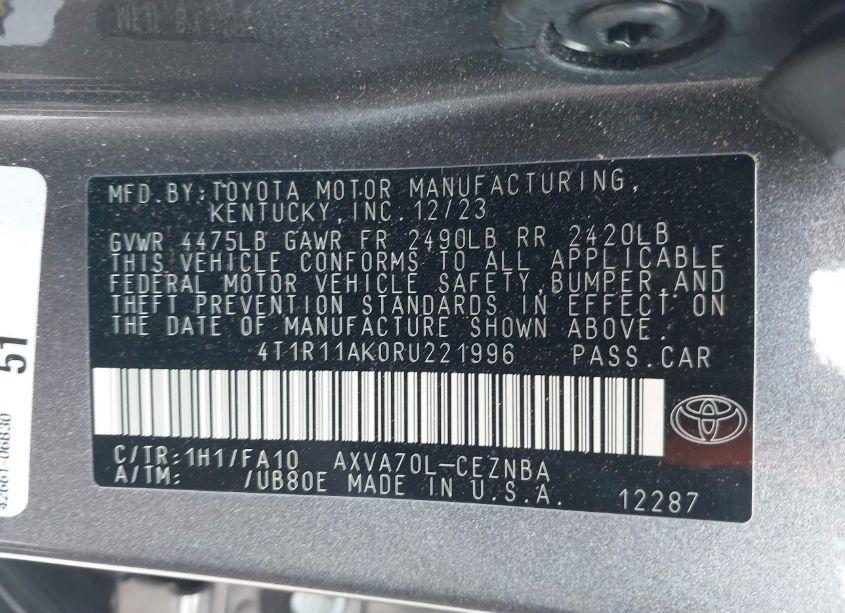 MFD.BY:TOYOTA MOTOR MANUFACTURING,
KENTUCKY,INC.12/23
GVWR 4475LB GAWR FR 2490LB RR 2420LB
THIS VEHICLE CONFORMS TO ALL APPLICABLE
FEDERAL MOTOR VEHICLE SAFETY,BUMPER,AND
THEFT PREVENTION STANDARDS IN EFFECT ON
THE DATE OF MANUFACTURE SHOWN ABOVE.
4T1R11AK0RU221996 PASS.CAR
C/TR:1H1/FA10 AXVA70L-CEZNBA
A/TM: /UB80E MADE IN U.S.A. 12287
51
42661-06B30